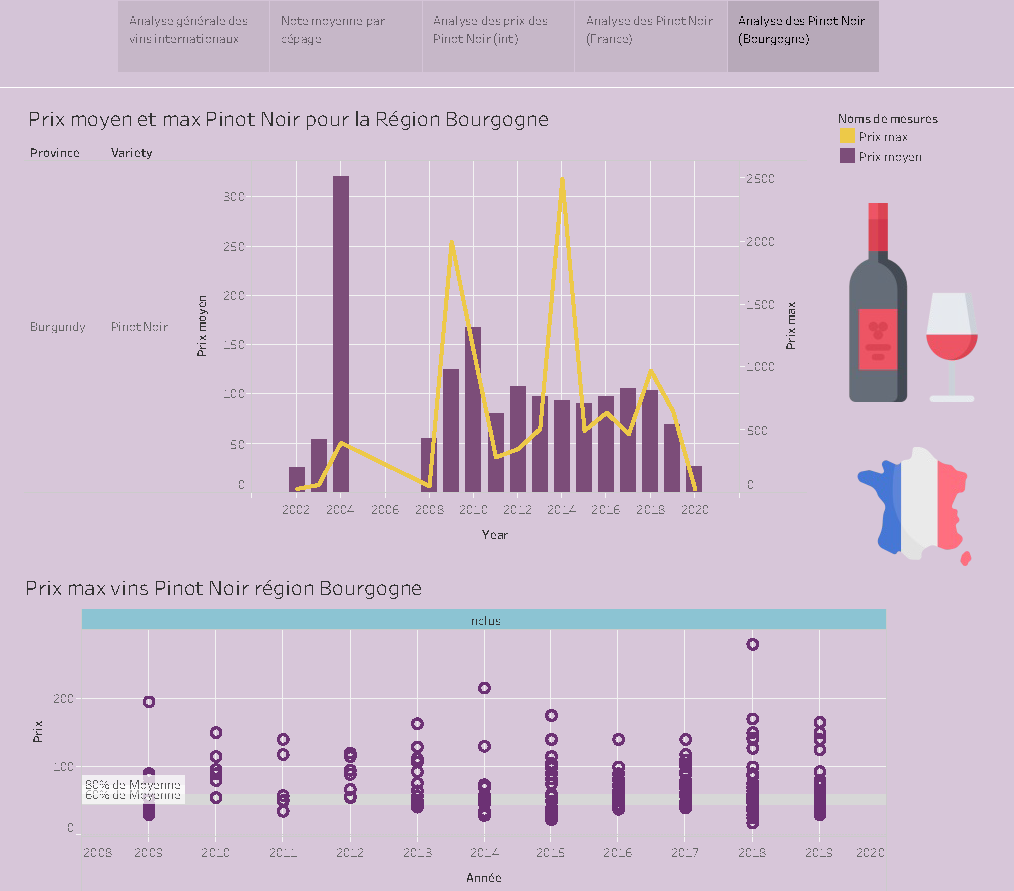 Analyse générale des
vins internationaux
Note moyenne par
cépage
Analyse des prix des
Pinot Noir (int)
Analyse des Pinot Noir
(France)
Analyse des Pinot Noir
(Bourgogne)
Prix moyen et max Pinot Noir pour la Région Bourgogne
Noms de mesures
Prix max
Prix moyen
Province Variety
Burgundy Pinot Noir
Prix moyen
300
250
200
150
100
50
0
2500
2000
1500
1000
500
0
Prix max
2002 2004 2006 2008 2010 2012 2014 2016 2018 2020
Year
Prix max vins Pinot Noir région Bourgogne
nclus
Prix
200
100
0
80% de Moyenne
60% de Moyenne
2008 2009 2010 2011 2012 2013 2014 2015 2016 2017 2018 2019 2020
Année